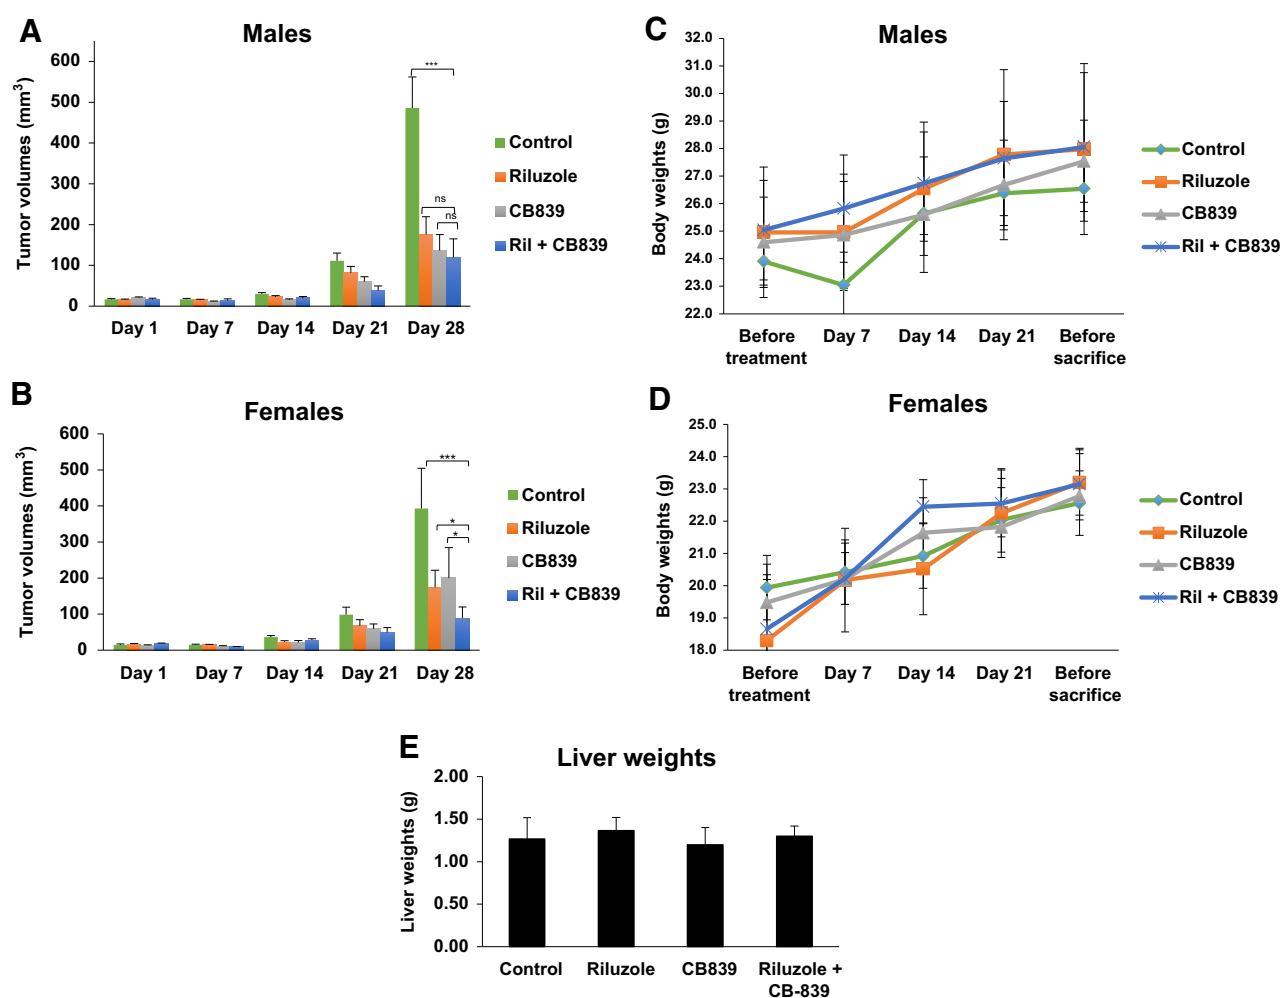 A
Males
Tumor volumes (mm³)
600
500
400
300
200
100
0
***
ns
ns
Day 1
Day 7
Day 14
Day 21
Day 28
Control
Riluzole
CB839
Ril + CB839
B
Females
Tumor volumes (mm³)
600
500
400
300
200
100
0
***
*
*
Day 1
Day 7
Day 14
Day 21
Day 28
Control
Riluzole
CB839
Ril + CB839
C
Males
Body weights (g)
32.0
31.0
30.0
29.0
28.0
27.0
26.0
25.0
24.0
23.0
22.0
Before
treatment
Day 7
Day 14
Day 21
Before
sacrifice
Control
Riluzole
CB839
Ril + CB839
D
Females
Body weights (g)
25.0
24.0
23.0
22.0
21.0
20.0
19.0
18.0
Before
treatment
Day 7
Day 14
Day 21
Before
sacrifice
Control
Riluzole
CB839
Ril + CB839
E
Liver weights
Liver weights (g)
2.00
1.50
1.00
0.50
0.00
Control
Riluzole
CB839
Riluzole +
CB-839